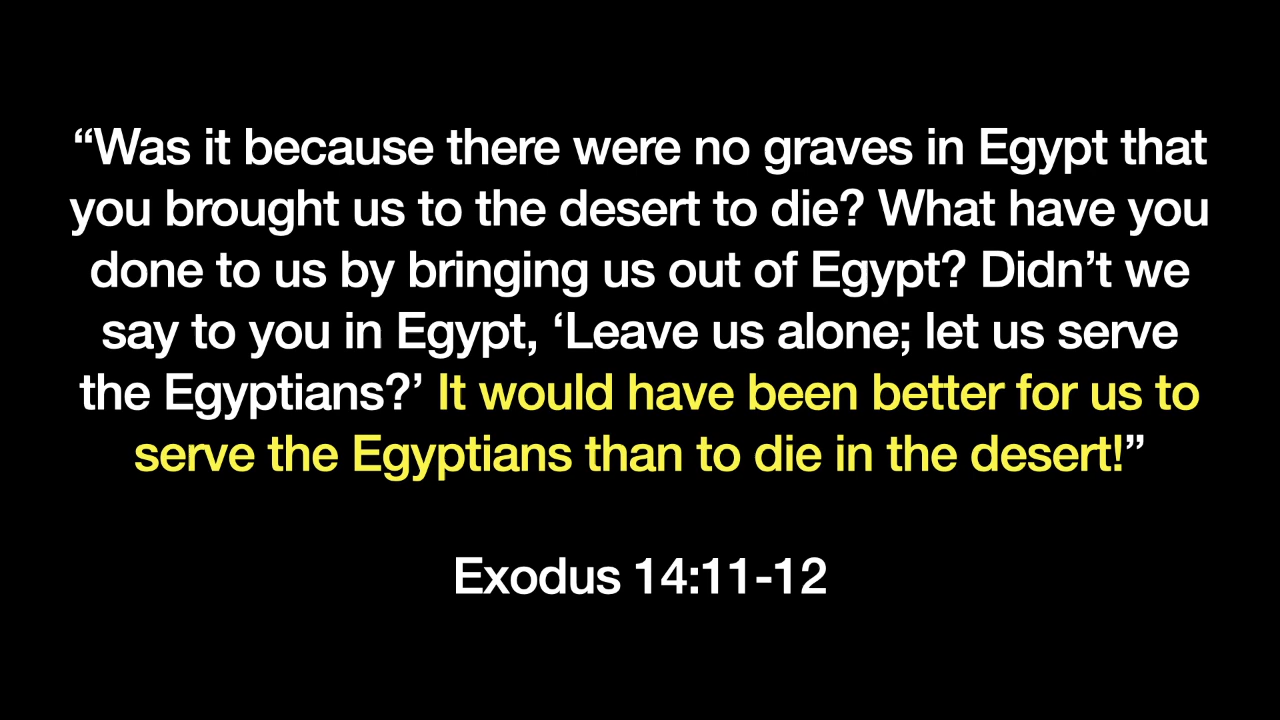 “Was it because there were no graves in Egypt that
you brought us to the desert to die? What have you
done to us by bringing us out of Egypt? Didn’t we
say to you in Egypt, ‘Leave us alone; let us serve
the Egyptians?’ It would have been better for us to
serve the Egyptians than to die in the desert!”
Exodus 14:11-12